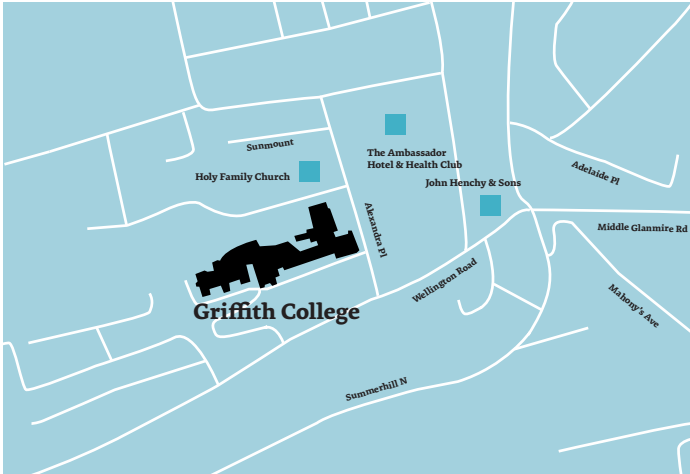 Sunmount
The Ambassador
Hotel & Health Club
Holy Family Church
John Henchy & Sons
Adelaide Pl
Alexandra Pl
Middle Glanmire Rd
Wellington Road
Mahony's Ave
Griffith College
Summerhill N